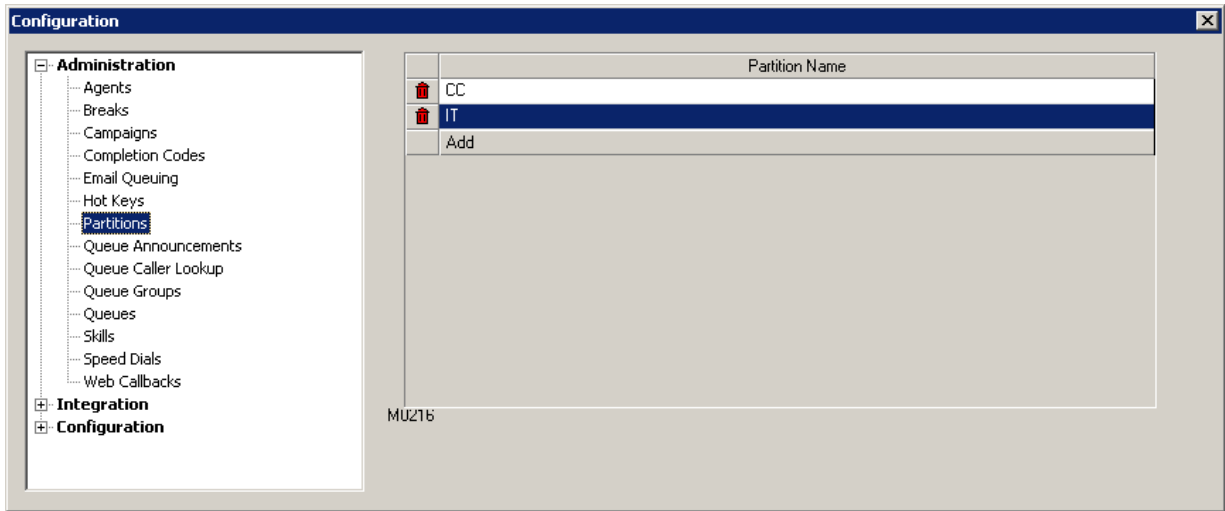 Configuration
Administration
Agents
Breaks
Campaigns
Completion Codes
Email Queuing
Hot Keys
Partitions
Queue Announcements
Queue Caller Lookup
Queue Groups
Queues
Skills
Speed Dials
Web Callbacks
Integration
Configuration
Partition Name
CC
IT
Add
M0216